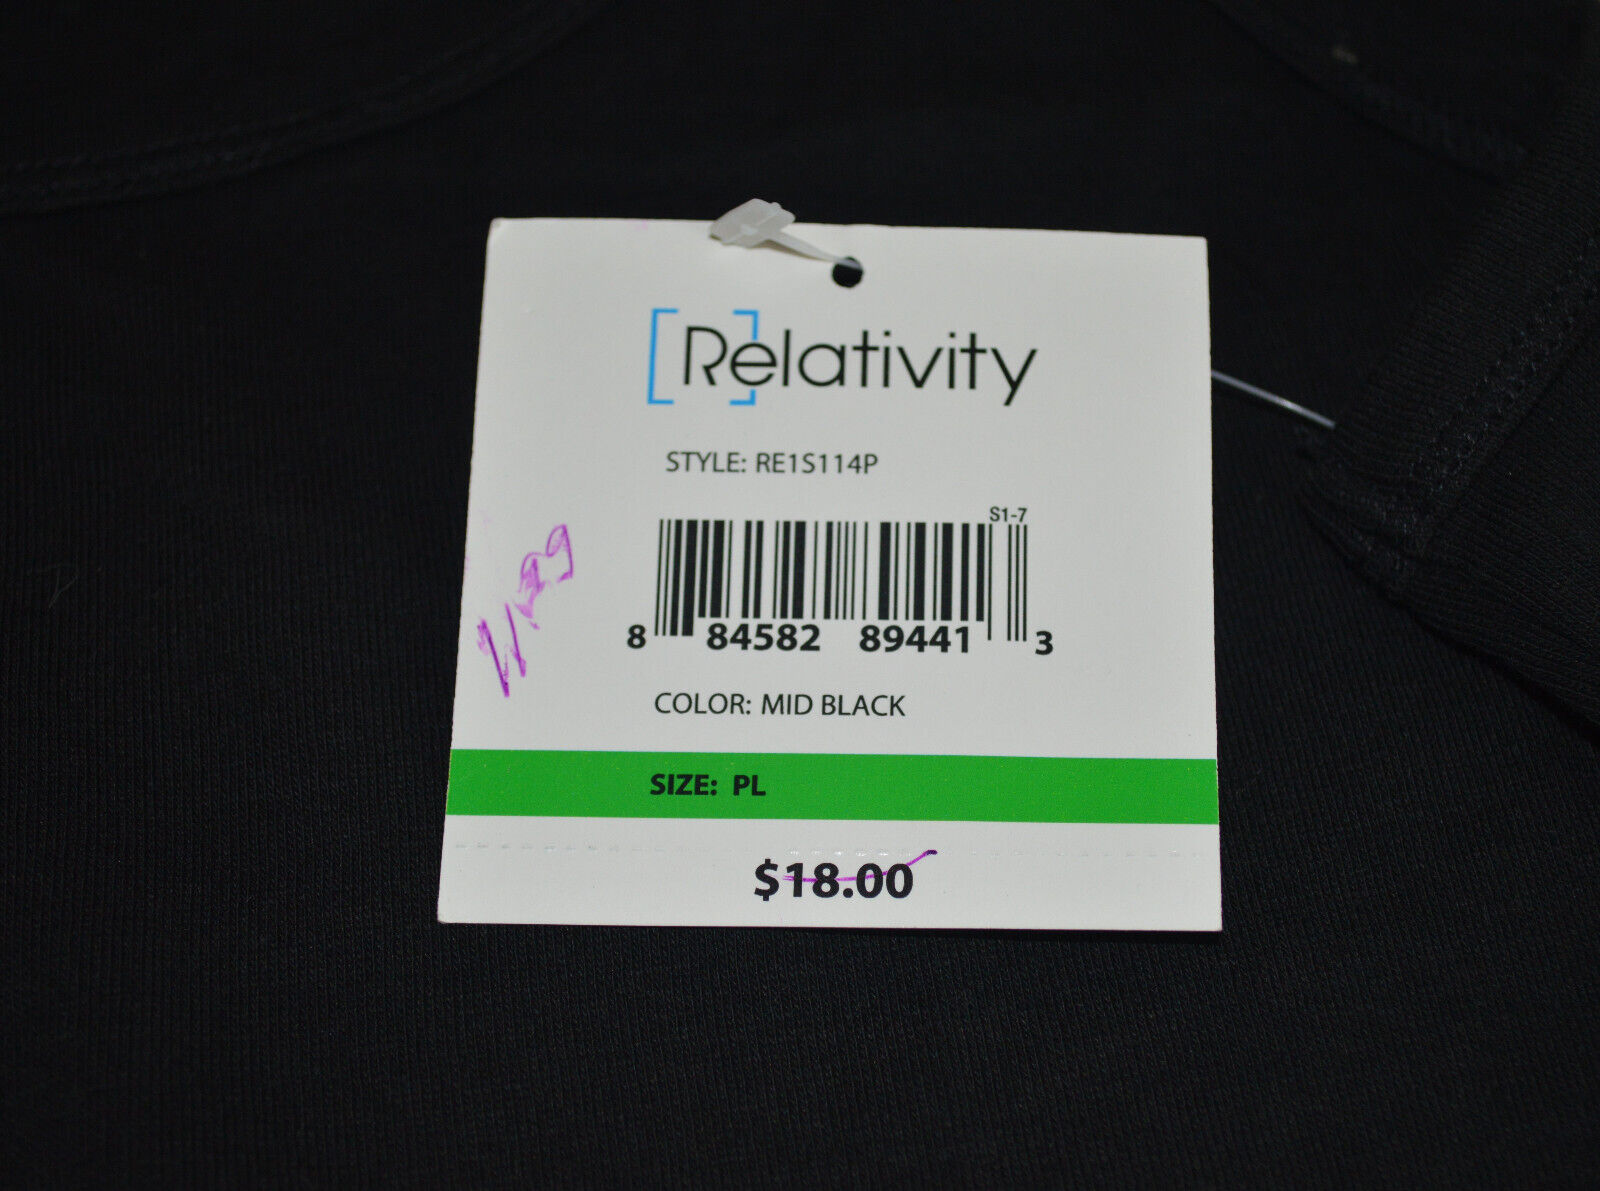 [R]elativity
STYLE: RE1S114P
S1-7
8 84582 89441 3
COLOR: MID BLACK
SIZE: PL
$18.00